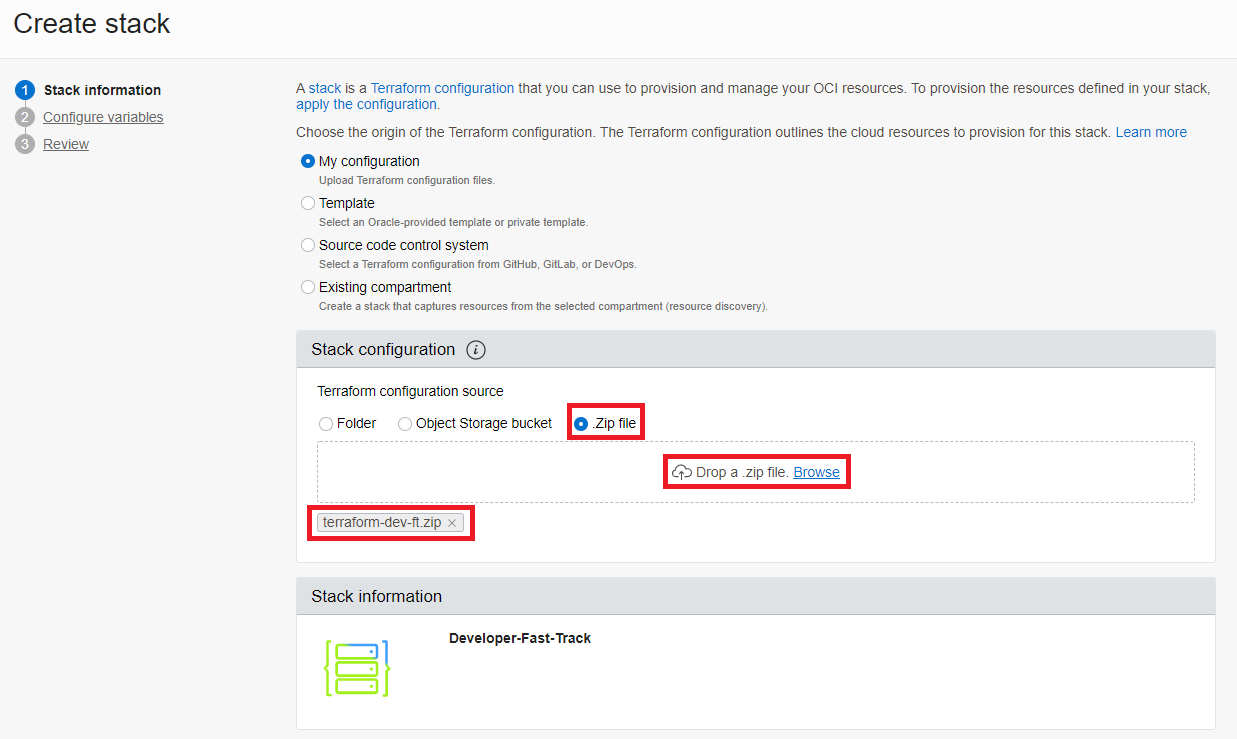 Create stack
1 Stack information
2 Configure variables
3 Review
A stack is a Terraform configuration that you can use to provision and manage your OCI resources. To provision the resources defined in your stack,
apply the configuration.
Choose the origin of the Terraform configuration. The Terraform configuration outlines the cloud resources to provision for this stack. Learn more
My configuration
Upload Terraform configuration files.
Template
Select an Oracle-provided template or private template.
Source code control system
Select a Terraform configuration from GitHub, GitLab, or DevOps.
Existing compartment
Create a stack that captures resources from the selected compartment (resource discovery).
Stack configuration i
Terraform configuration source
Folder Object Storage bucket .Zip file
Drop a .zip file. Browse
terraform-dev-ft.zip ×
Stack information
Developer-Fast-Track